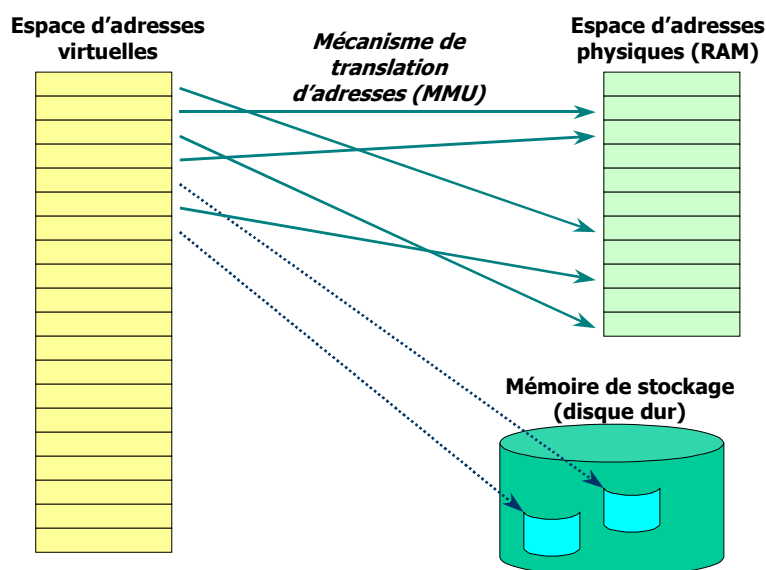 Espace d'adresses
virtuelles
Mécanisme de
translation
d'adresses (MMU)
Espace d'adresses
physiques (RAM)
Mémoire de stockage
(disque dur)